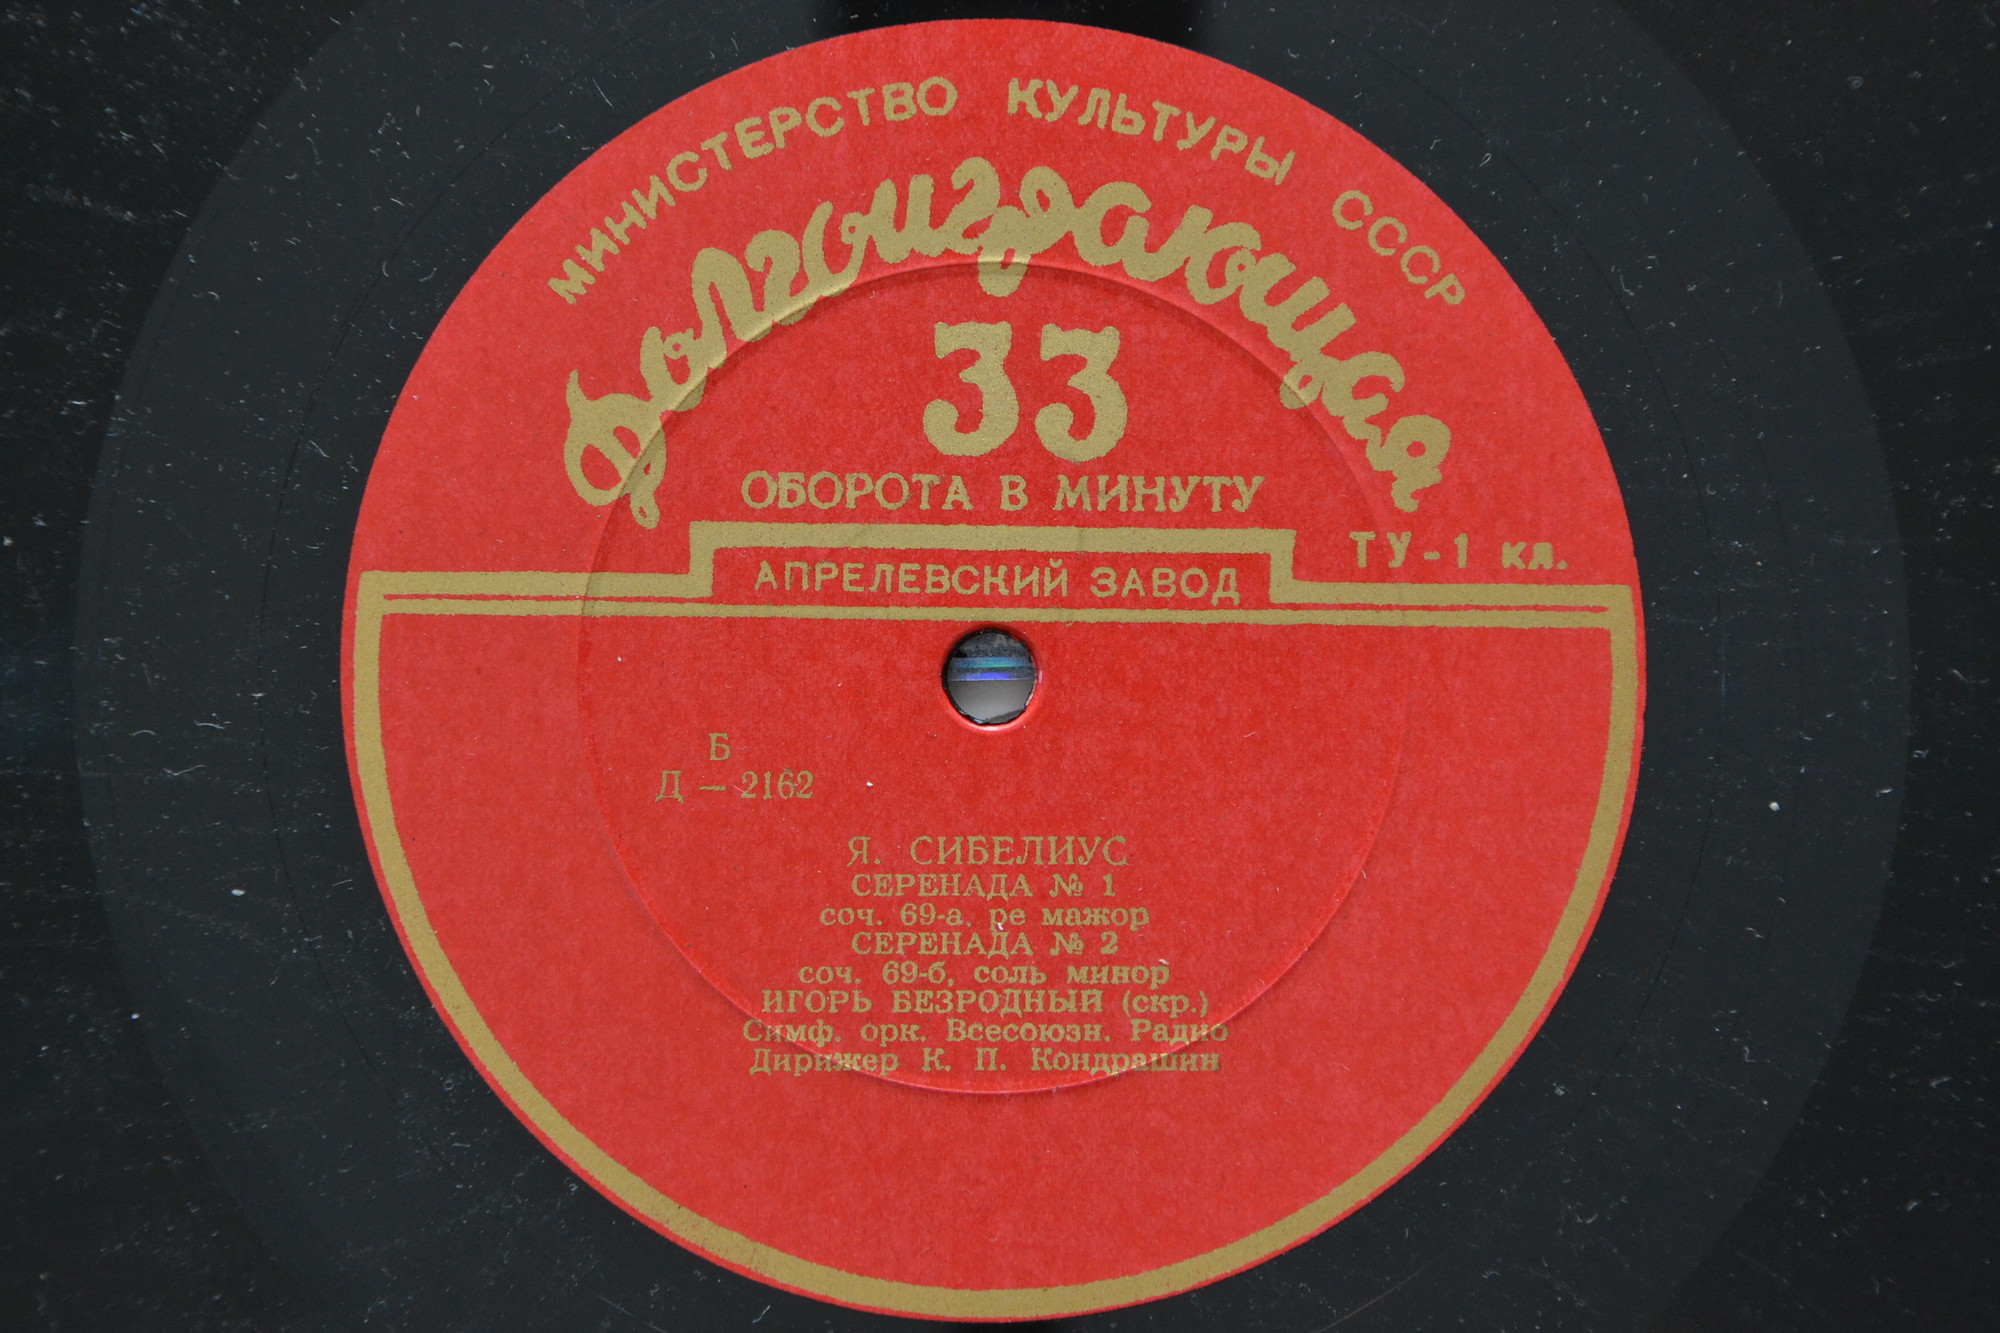 МИНИСТЕРСТВО КУЛЬТУРЫ СССР
Долгоиграющая
33
ОБОРОТА В МИНУТУ
ТУ-1 кл.
АПРЕЛЕВСКИЙ ЗАВОД
Б
Д — 2162
Я. СИБЕЛИУС
СЕРЕНАДА № 1
соч. 69-а, ре мажор
СЕРЕНАДА № 2
соч. 69-б, соль минор
ИГОРЬ БЕЗРОДНЫЙ (скр.)
Симф. орк. Всесоюзн. Радио
Дирижер К. П. Кондрашин